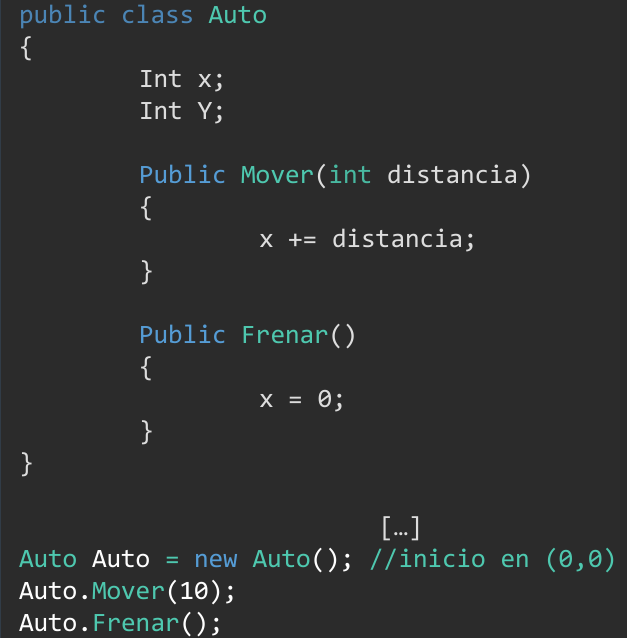 public class Auto
{
Int x;
Int Y;
Public Mover(int distancia)
{
x += distancia;
}
Public Frenar()
{
x = 0;
}
}
[…]
Auto Auto = new Auto(); //inicio en (0,0)
Auto.Mover(10);
Auto.Frenar();